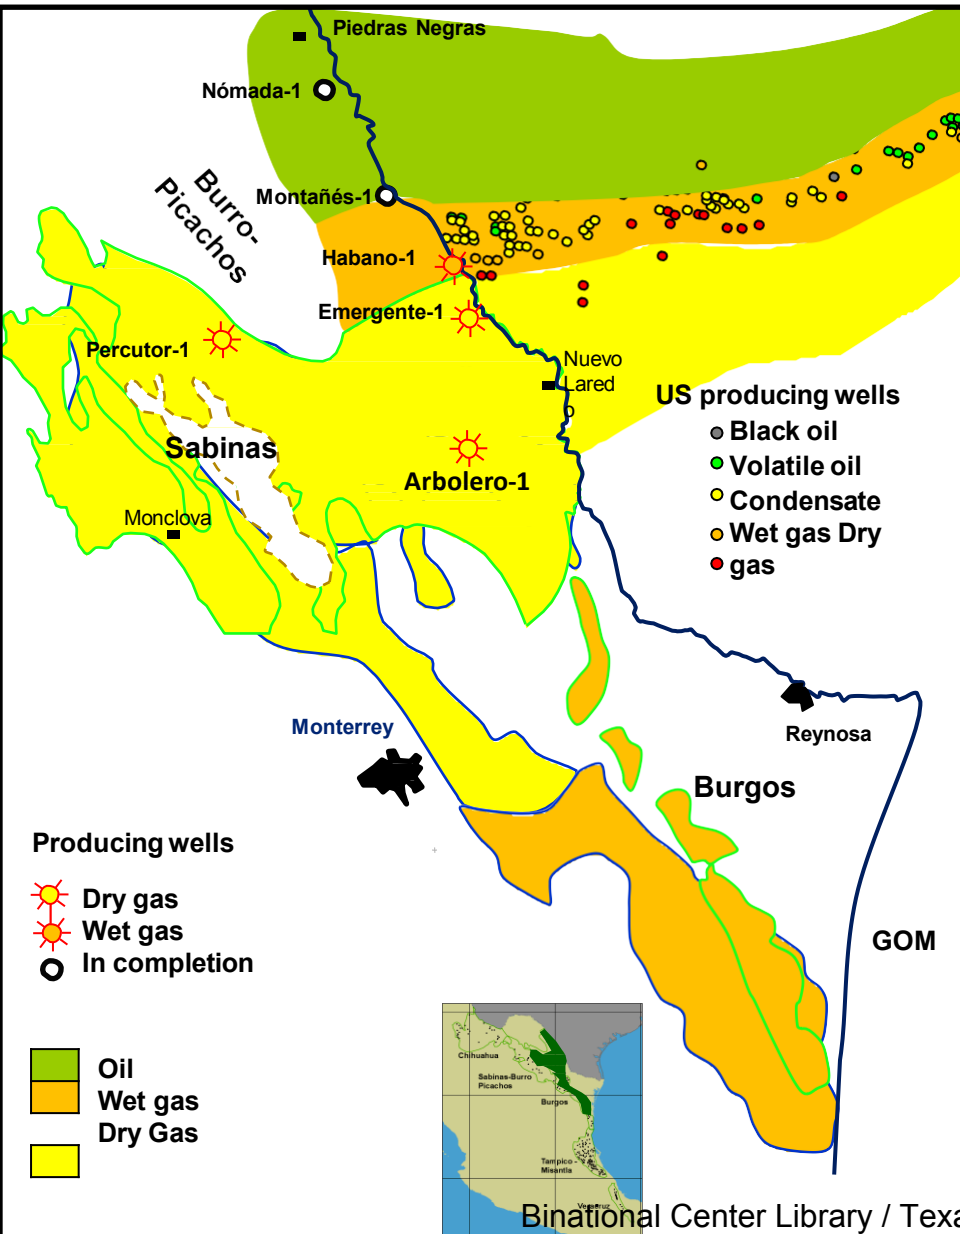 Piedras Negras
Nómada-1
Burro-
Picachos
Montañés-1
Habano-1
Emergente-1
Percutor-1
Nuevo
Lared
o
US producing wells
Black oil
Volatile oil
Condensate
Wet gas Dry
gas
Sabinas
Arbolero-1
Monclova
Monterrey
Reynosa
Burgos
Producing wells
Dry gas
Wet gas
In completion
GOM
Oil
Wet gas
Dry Gas
Chihuahua
Sabinas-Burro
Picachos
Burgos
Tampico -
Misantla
Veracruz
Binational Center Library / Texa